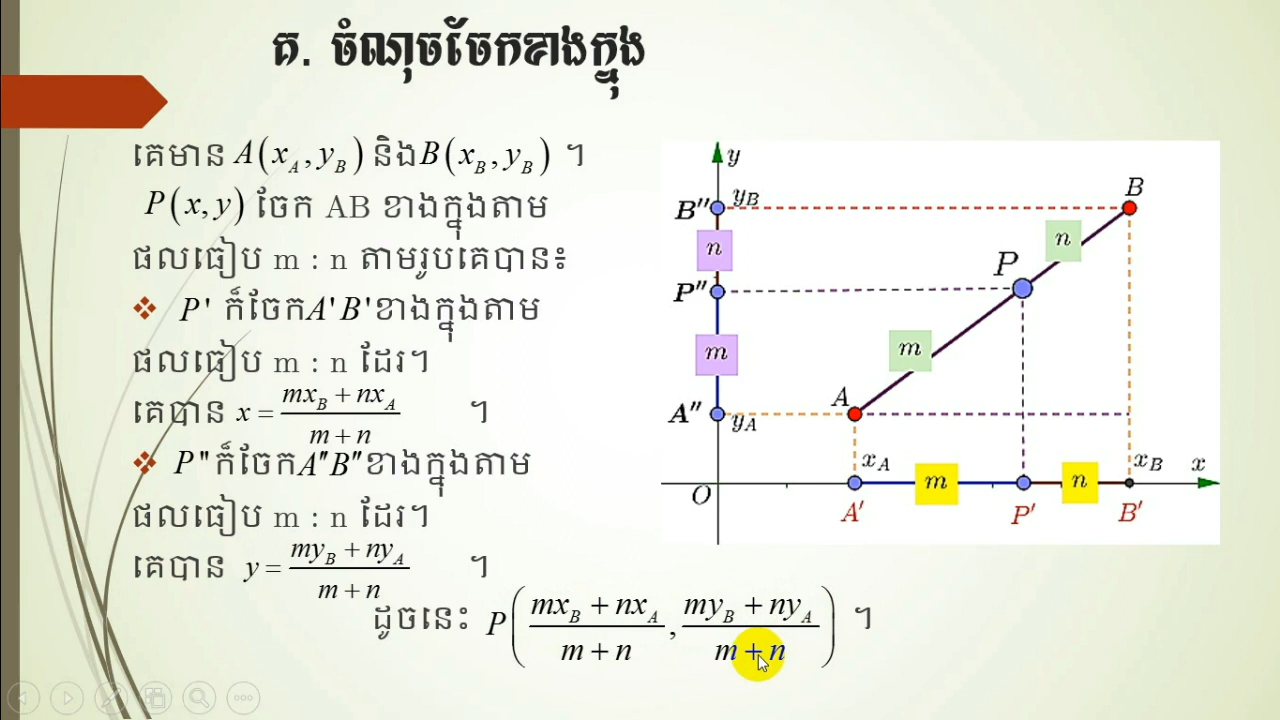 គ. ចំណុចចែកខាងក្នុង
គេមាន A(x_A, y_B) និង B(x_B, y_B) ។
P(x, y) ចែក AB ខាងក្នុងតាម
ផលធៀប m : n តាមរូបគេបាន៖
❖ P' ក៏ចែក A'B' ខាងក្នុងតាម
ផលធៀប m : n ដែរ។
គេបាន x = (mx_B + nx_A)/(m + n) ។
❖ P" ក៏ចែក A"B" ខាងក្នុងតាម
ផលធៀប m : n ដែរ។
គេបាន y = (my_B + ny_A)/(m + n) ។
ដូចនេះ P((mx_B + nx_A)/(m + n), (my_B + ny_A)/(m + n)) ។
y
B" y_B B
n n
P" P
m m
A" y_A A
x_A x_B x
O m n
A' P' B'